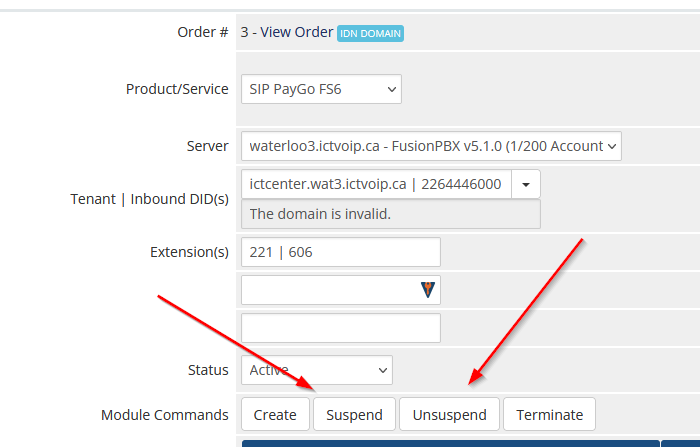 Order # 3 - View Order IDN DOMAIN
Product/Service SIP PayGo FS6
Server waterloo3.ictvoip.ca - FusionPBX v5.1.0 (1/200 Account
Tenant | Inbound DID(s) ictcenter.wat3.ictvoip.ca | 2264446000
The domain is invalid.
Extension(s) 221 | 606
Status Active
Module Commands Create Suspend Unsuspend Terminate